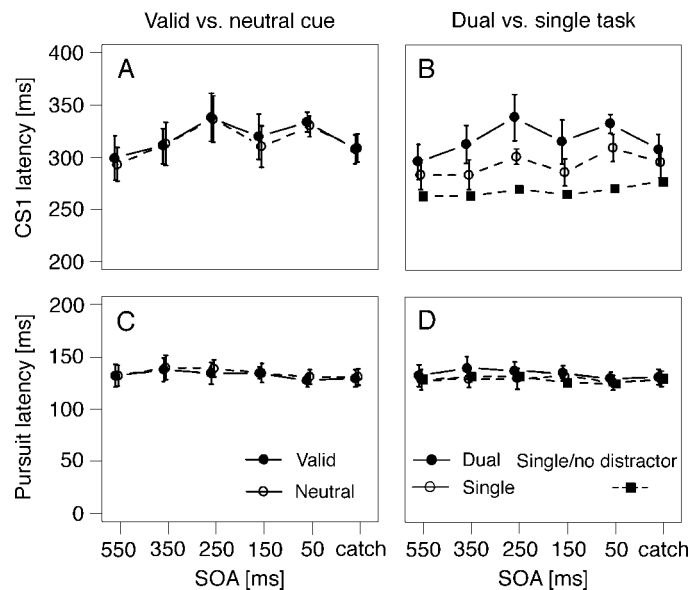 Valid vs. neutral cue
Dual vs. single task
CS1 latency [ms]
400
350
300
250
200
A
B
Pursuit latency [ms]
200
150
100
50
0
C
D
Valid
Neutral
Dual
Single/no distractor
Single
550 350 250 150 50 catch
550 350 250 150 50 catch
SOA [ms]
SOA [ms]